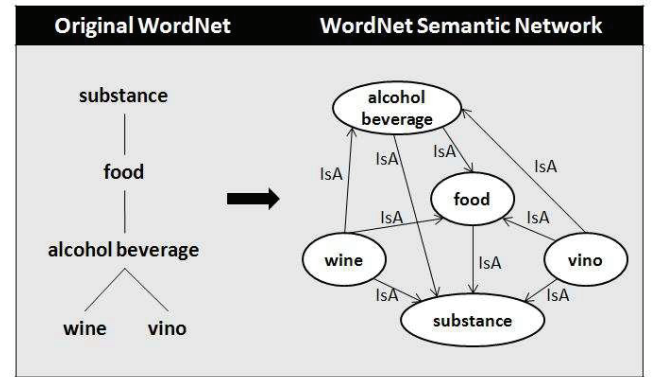 Original WordNet
WordNet Semantic Network
substance
food
alcohol beverage
wine vino
alcohol
beverage
IsA
IsA
IsA
IsA
food
IsA
IsA
wine
IsA
vino
IsA
IsA
substance